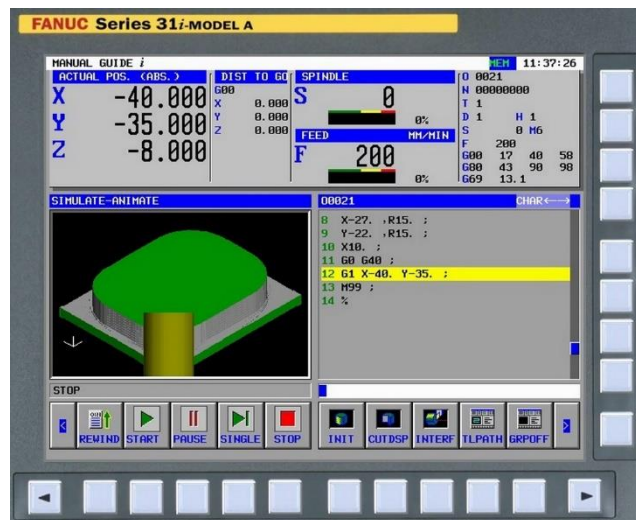 FANUC Series 31i-MODEL A
MANUAL GUIDE i
MEM 11:37:26
ACTUAL POS. (ABS.)
X -40.000
Y -35.000
Z -8.000
DIST TO GO
G00
X 0.000
Y 0.000
Z 0.000
SPINDLE
S 0
0%
FEED MM/MIN
F 200
0%
O 0021
N 00000000
T 1
D 1 H 1
S 0 M6
F 200
G00 17 40 58
G80 43 90 98
G69 13.1
SIMULATE-ANIMATE
O0021 CHAR←→
8 X-27. ,R15. ;
9 Y-22. ,R15. ;
10 X10. ;
11 G0 G40 ;
12 G1 X-40. Y-35. ;
13 M99 ;
14 %
STOP
REWIND START PAUSE SINGLE STOP
INIT CUTDSP INTERF TLPATH GRPOFF